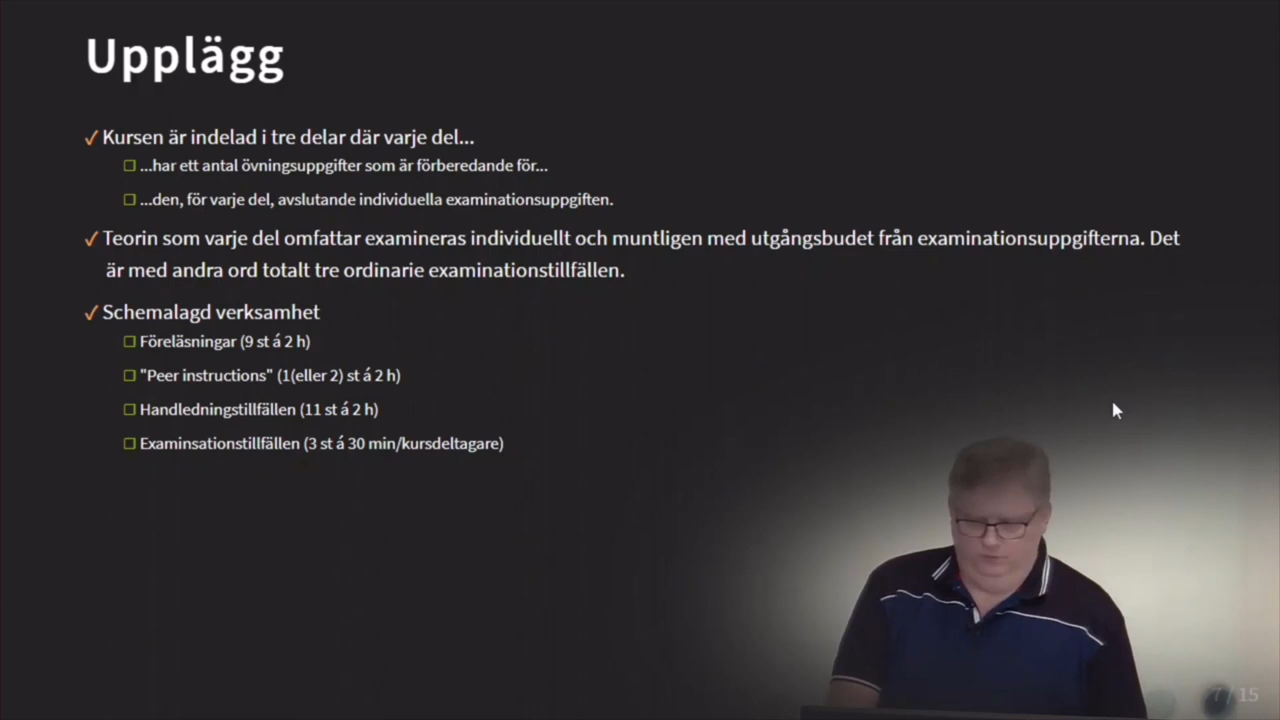 Upplägg
Kursen är indelad i tre delar där varje del...
...har ett antal övningsuppgifter som är förberedande för...
...den, för varje del, avslutande individuella examinationsuppgiften.
Teorin som varje del omfattar examineras individuellt och muntligen med utgångsbudet från examinationsuppgifterna. Det
är med andra ord totalt tre ordinarie examinationstillfällen.
Schemalagd verksamhet
Föreläsningar (9 st á 2 h)
"Peer instructions" (1(eller 2) st á 2 h)
Handledningstillfällen (11 st á 2 h)
Examinsationstillfällen (3 st á 30 min/kursdeltagare)
7 / 15